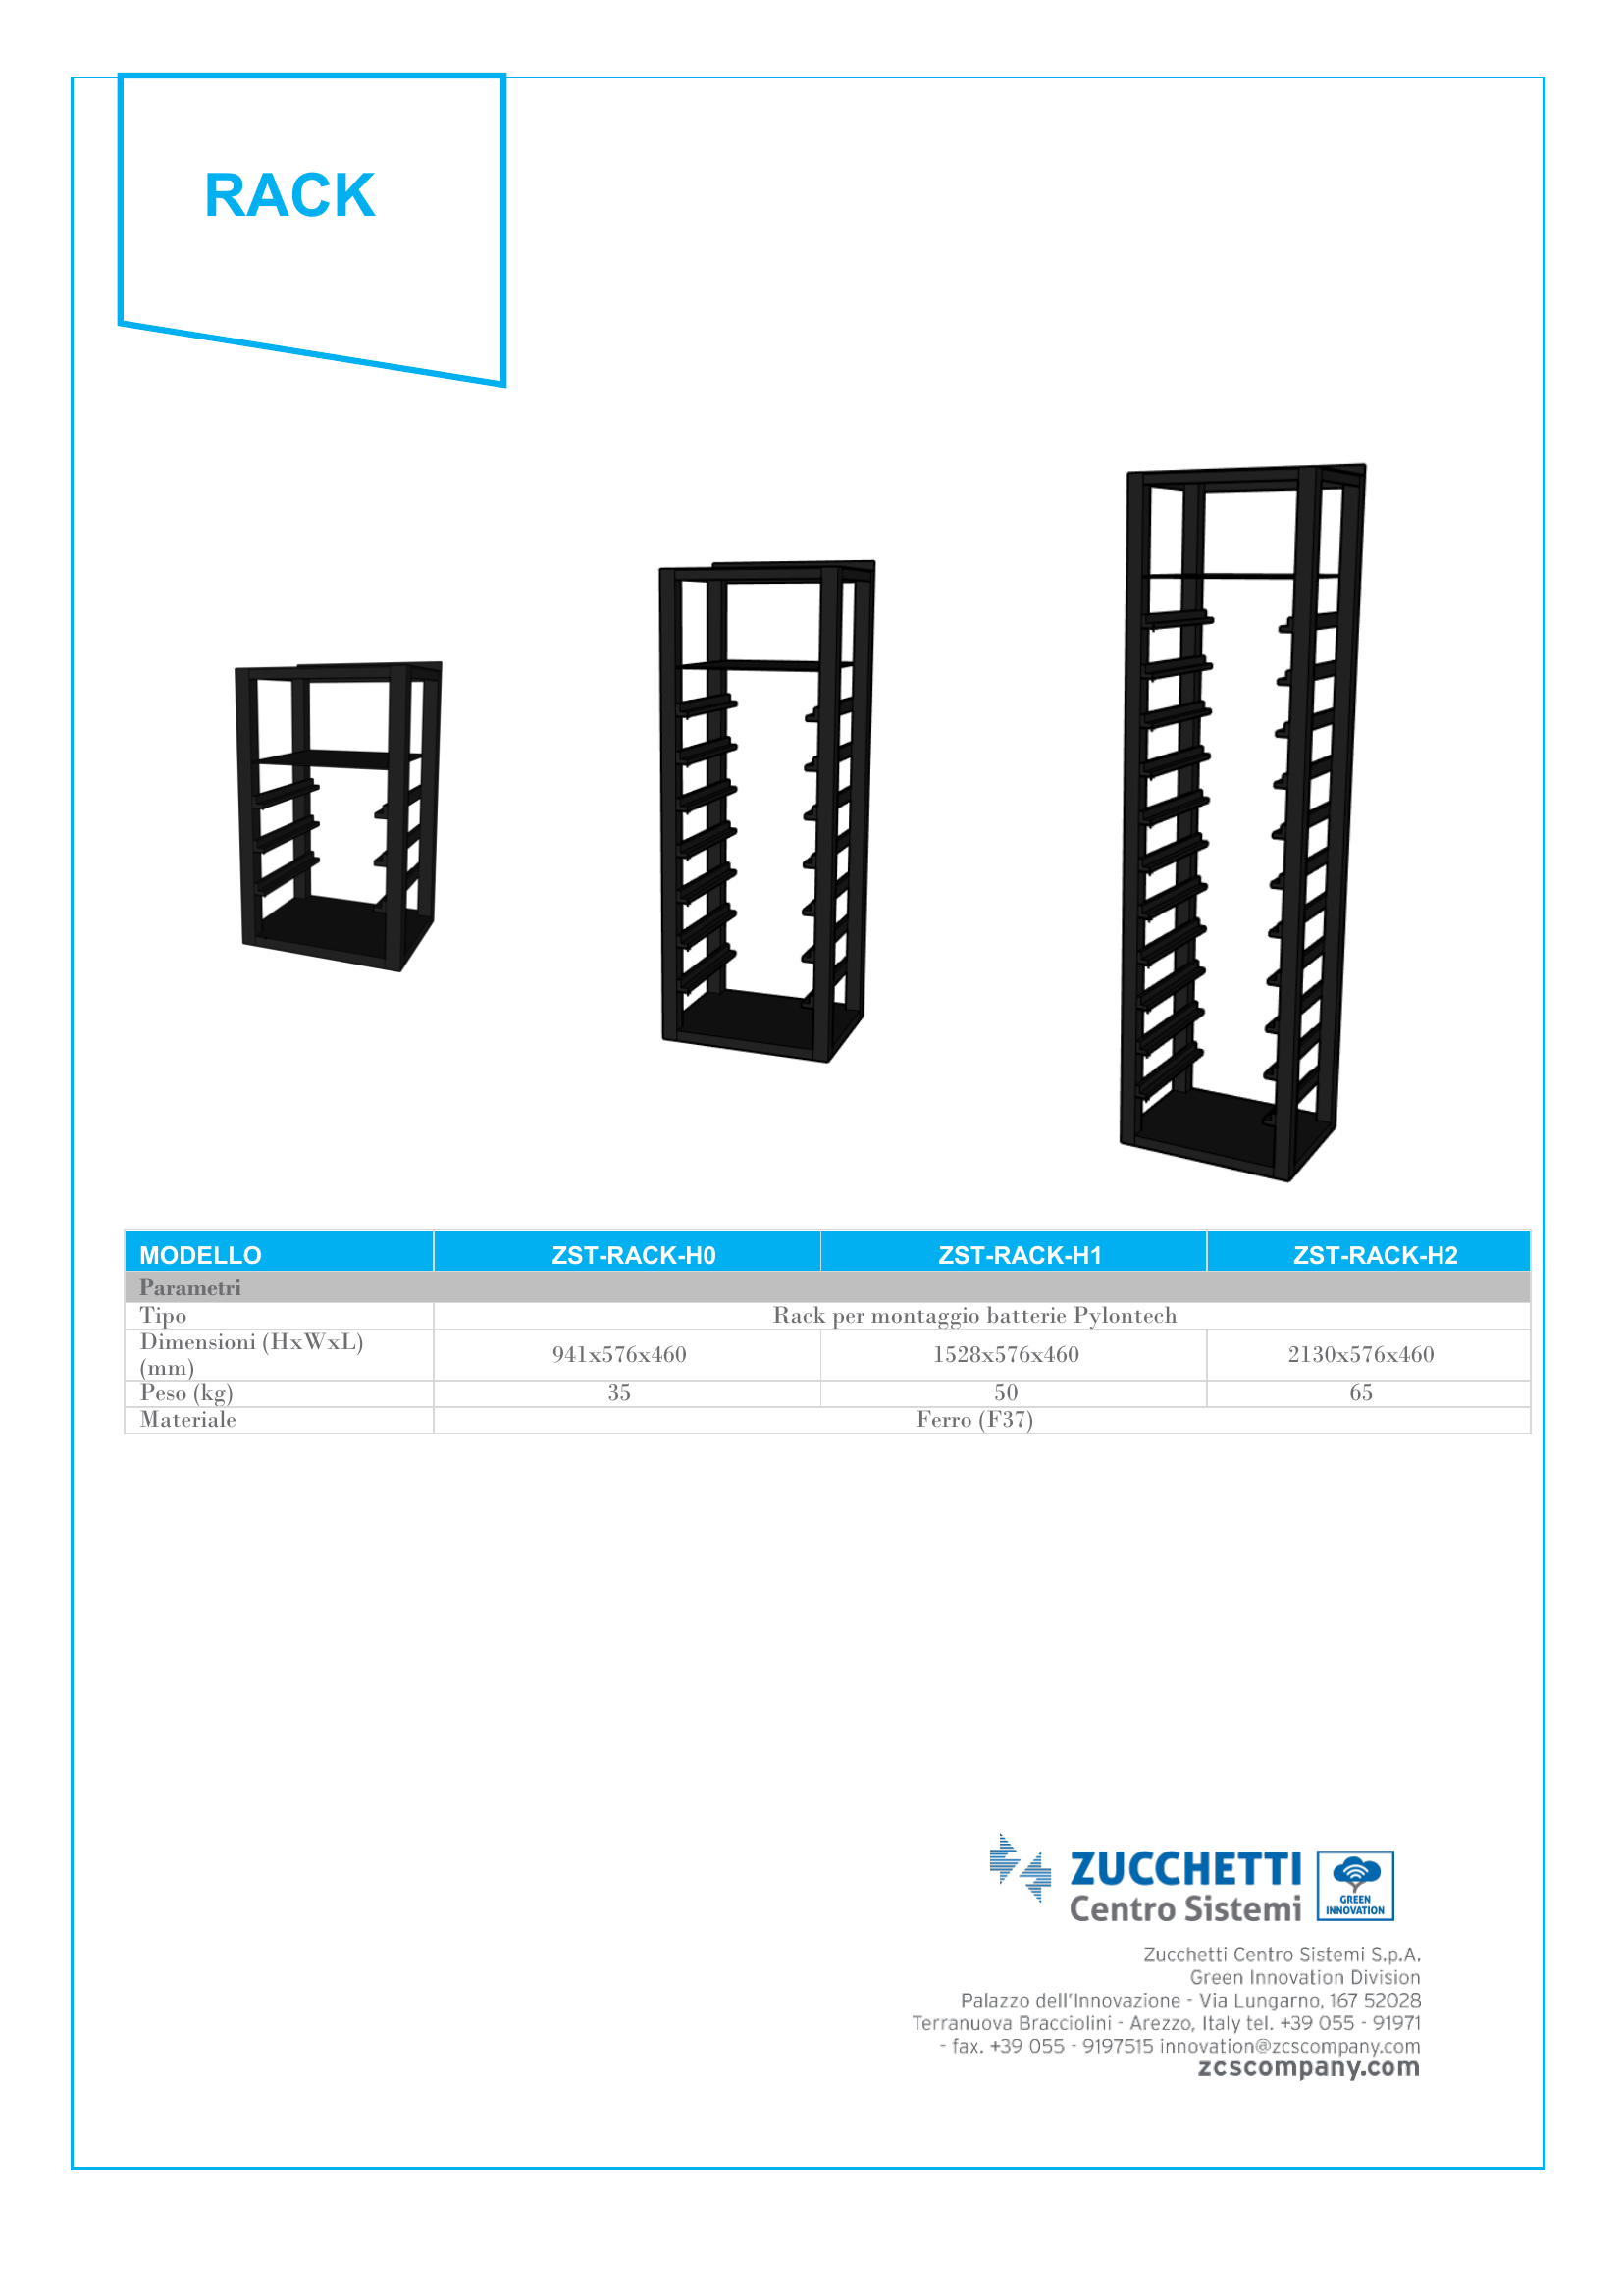 RACK
MODELLO ZST-RACK-H0 ZST-RACK-H1 ZST-RACK-H2
Parametri
Tipo Rack per montaggio batterie Pylontech
Dimensioni (HxWxL)
(mm) 941x576x460 1528x576x460 2130x576x460
Peso (kg) 35 50 65
Materiale Ferro (F37)
ZUCCHETTI
Centro Sistemi
GREEN
INNOVATION
Zucchetti Centro Sistemi S.p.A.
Green Innovation Division
Palazzo dell'Innovazione - Via Lungarno, 167 52028
Terranuova Bracciolini - Arezzo, Italy tel. +39 055 - 91971
- fax. +39 055 - 9197515 innovation@zcscompany.com
zcscompany.com